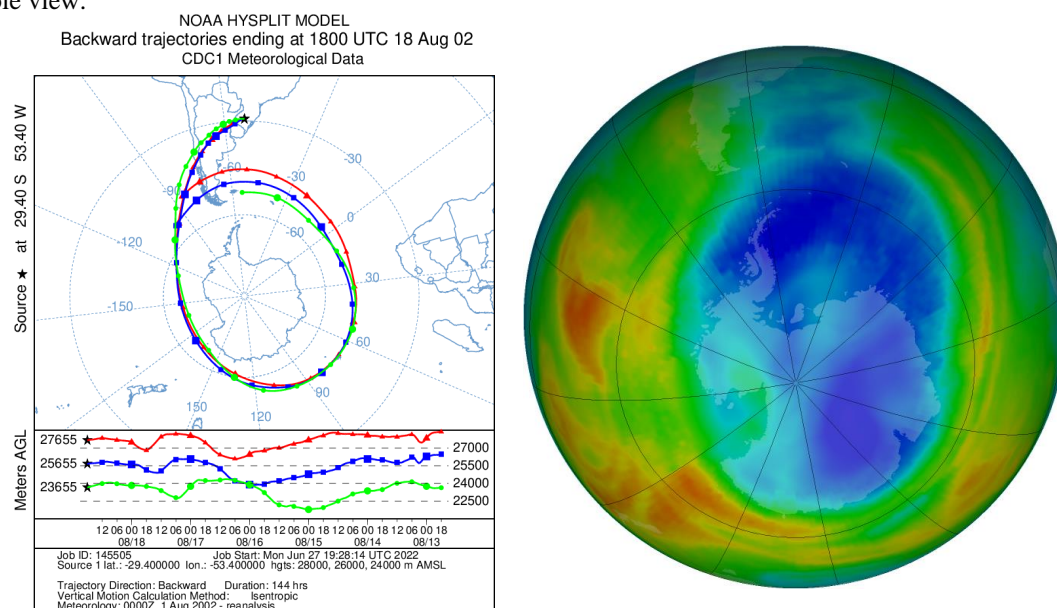 ole view:
NOAA HYSPLIT MODEL
Backward trajectories ending at 1800 UTC 18 Aug 02
CDC1 Meteorological Data
Source ★ at 29.40 S 53.40 W
-30
-60
-30
-90
0
-60
-120
30
-150
60
90
150
120
Meters AGL
27655 27000
25655 25500
24000
23655 22500
12 06 00 18 12 06 00 18 12 06 00 18 12 06 00 18 12 06 00 18 12 06 00 18
08/18 08/17 08/16 08/15 08/14 08/13
Job ID: 145505 Job Start: Mon Jun 27 19:28:14 UTC 2022
Source 1 lat.: -29.400000 lon.: -53.400000 hgts: 28000, 26000, 24000 m AMSL
Trajectory Direction: Backward Duration: 144 hrs
Vertical Motion Calculation Method: Isentropic
Meteorology: 0000Z 1 Aug 2002 - reanalysis